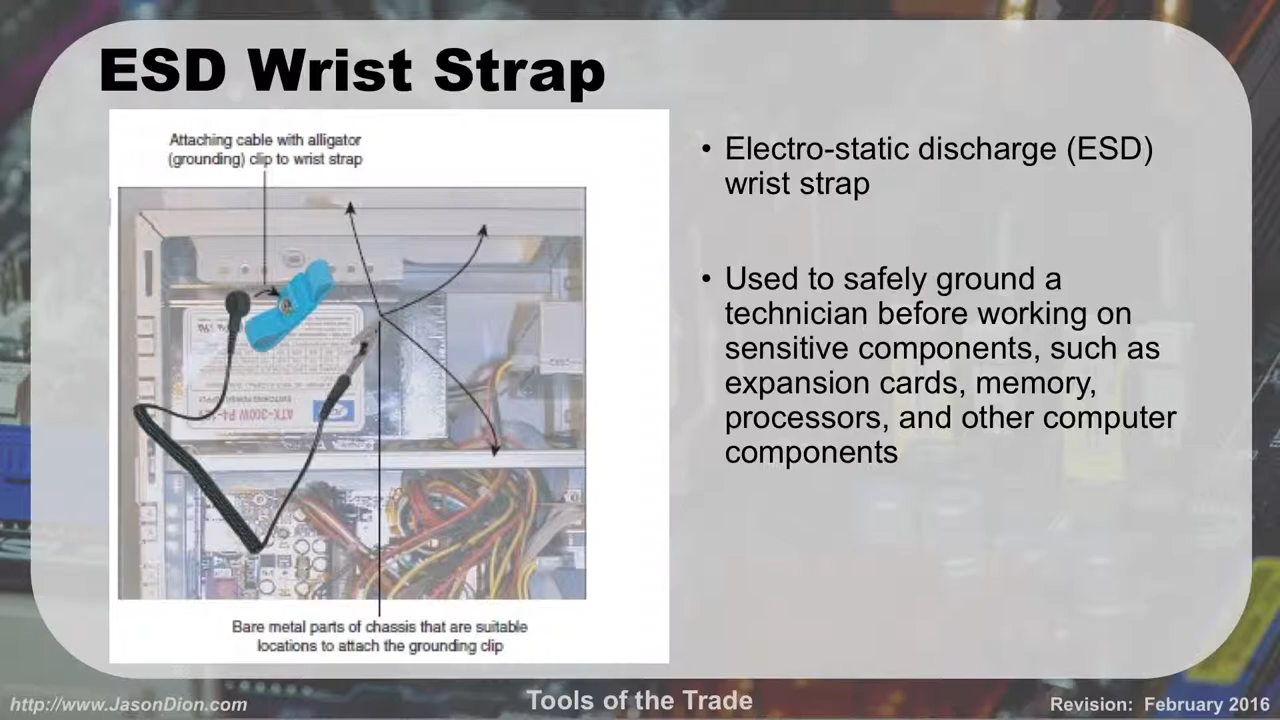 ESD Wrist Strap
Attaching cable with alligator
(grounding) clip to wrist strap
• Electro-static discharge (ESD)
wrist strap
• Used to safely ground a
technician before working on
sensitive components, such as
expansion cards, memory,
processors, and other computer
components
ATX-300W P4
SWITCHING POWER SUPPLY
Bare metal parts of chassis that are suitable
locations to attach the grounding clip
http://www.JasonDion.com
Tools of the Trade
Revision: February 2016